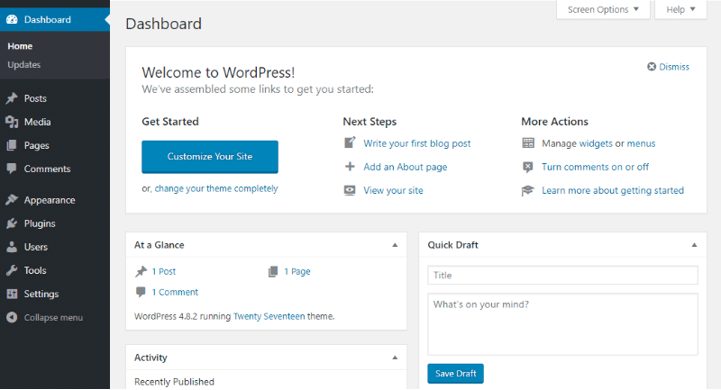 Dashboard
Home
Updates
Posts
Media
Pages
Comments
Appearance
Plugins
Users
Tools
Settings
Collapse menu
Screen Options
Help
Dashboard
Welcome to WordPress!
We've assembled some links to get you started:
Dismiss
Get Started
Customize Your Site
or, change your theme completely
Next Steps
Write your first blog post
Add an About page
View your site
More Actions
Manage widgets or menus
Turn comments on or off
Learn more about getting started
At a Glance
1 Post
1 Page
1 Comment
WordPress 4.8.2 running Twenty Seventeen theme.
Activity
Recently Published
Quick Draft
Title
What's on your mind?
Save Draft